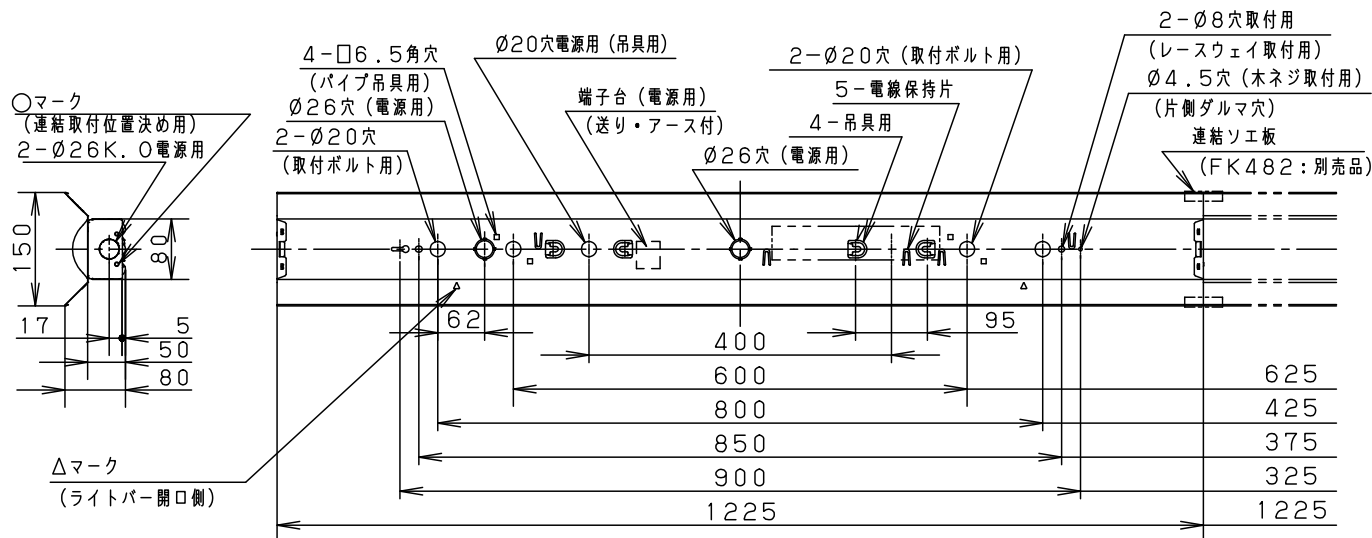 2-Ø8穴取付用
(レースウェイ取付用)
Ø20穴電源用(吊具用)
4-□6.5角穴
(パイプ吊具用)
2-Ø20穴(取付ボルト用)
Ø4.5穴(木ネジ取付用)
(片側ダルマ穴)
○マーク
(連結取付位置決め用)
Ø26穴(電源用)
端子台(電源用)
(送り・アース付)
5-電線保持片
4-吊具用
連結ソエ板
(FK482:別売品)
2-Ø26K.O電源用
2-Ø20穴
(取付ボルト用)
Ø26穴(電源用)
150
80
17
5
50
80
62
95
400
600
625
800
425
850
375
900
325
1225
1225
△マーク
(ライトバー開口側)